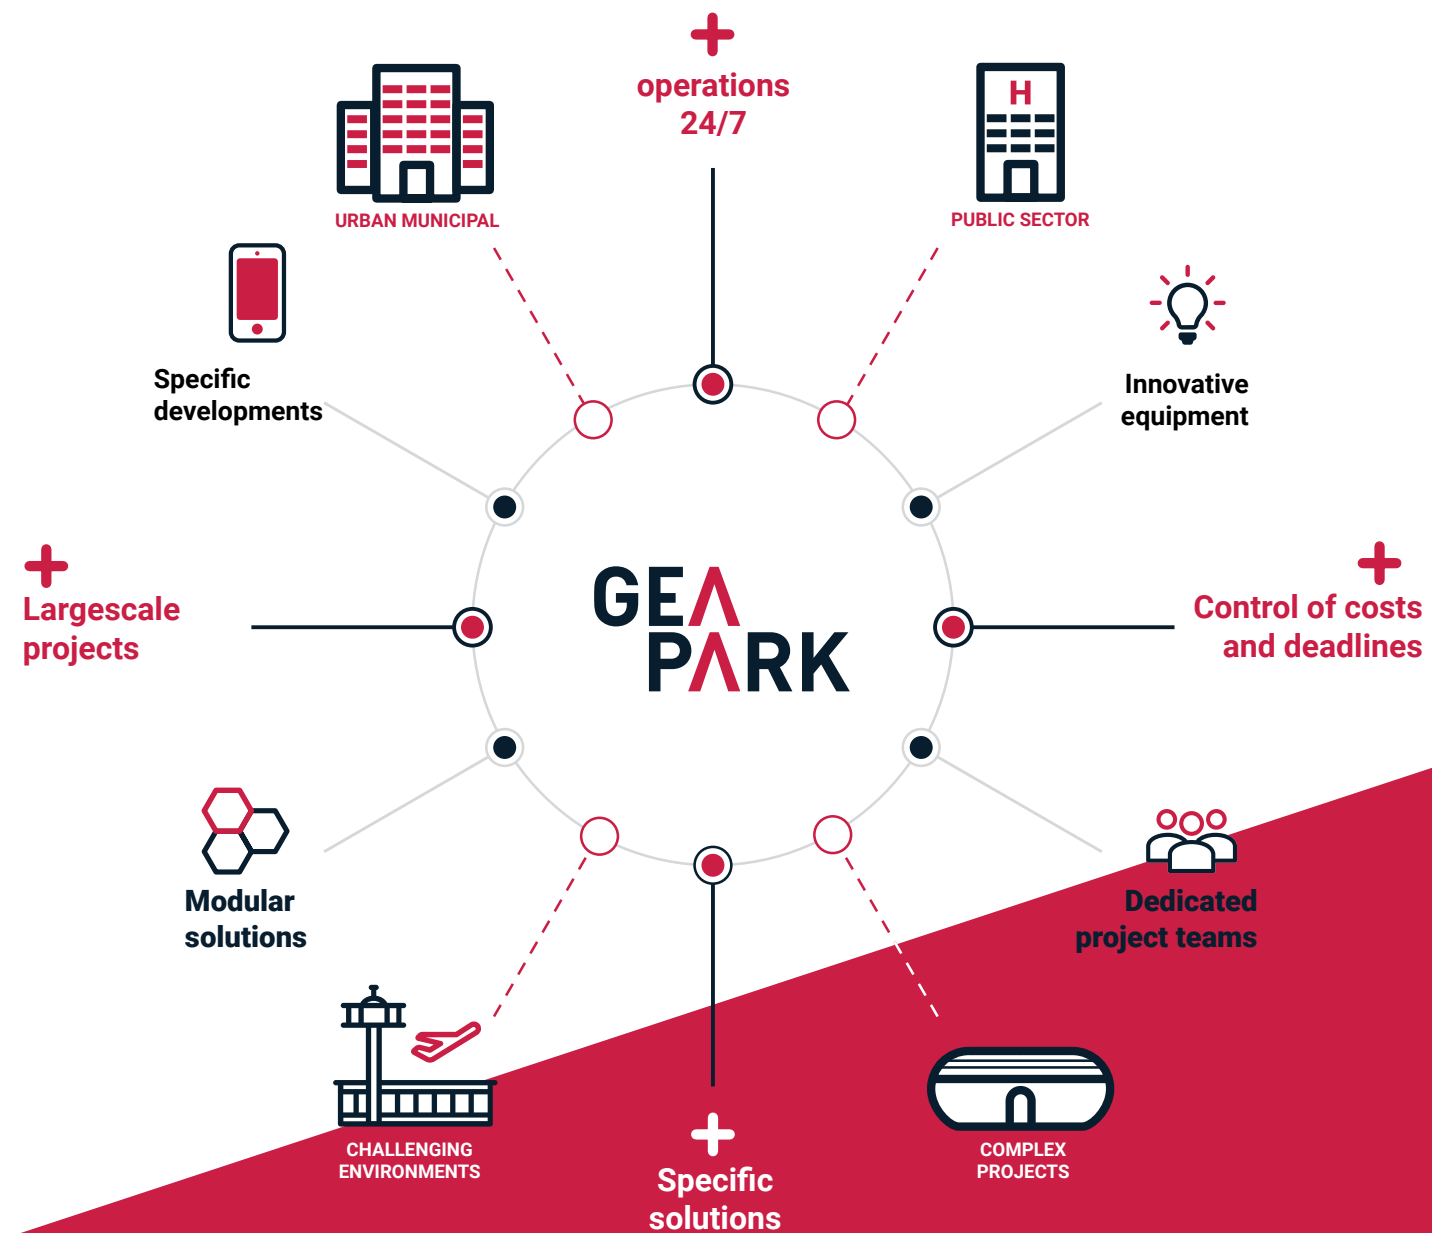 operations
24/7
H
URBAN MUNICIPAL
PUBLIC SECTOR
Specific
developments
Innovative
equipment
Largescale
projects
GEA
PARK
Control of costs
and deadlines
Modular
solutions
Dedicated
project teams
CHALLENGING
ENVIRONMENTS
Specific
solutions
COMPLEX
PROJECTS